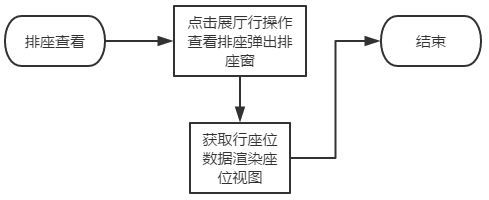 排座查看
点击展厅行操作
查看排座弹出排
座窗
结束
获取行座位
数据渲染座
位视图